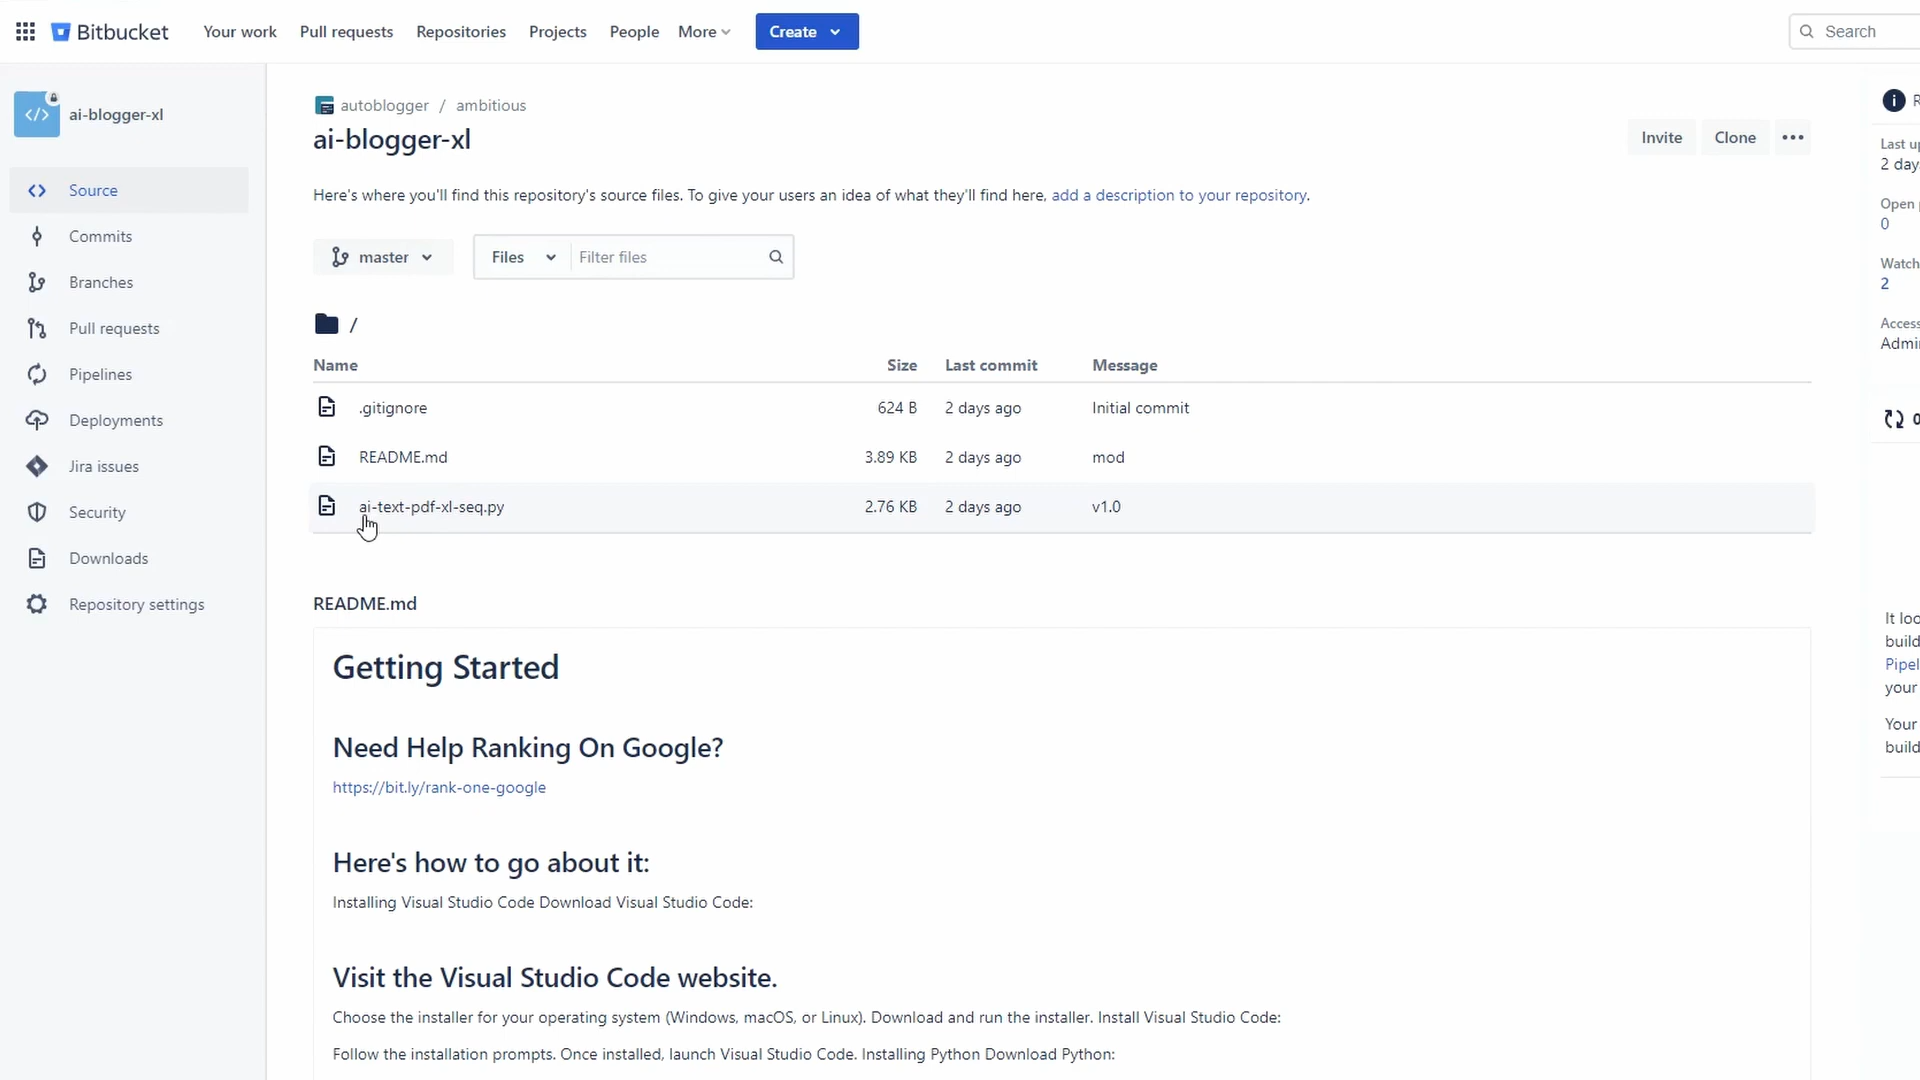 Bitbucket Your work Pull requests Repositories Projects People More Create Search
ai-blogger-xl
Source
Commits
Branches
Pull requests
Pipelines
Deployments
Jira issues
Security
Downloads
Repository settings
autoblogger / ambitious
ai-blogger-xl
Invite Clone
Here's where you'll find this repository's source files. To give your users an idea of what they'll find here, add a description to your repository.
master Files Filter files
/
Name Size Last commit Message
.gitignore 624 B 2 days ago Initial commit
README.md 3.89 KB 2 days ago mod
ai-text-pdf-xl-seq.py 2.76 KB 2 days ago v1.0
README.md
Getting Started
Need Help Ranking On Google?
https://bit.ly/rank-one-google
Here's how to go about it:
Installing Visual Studio Code Download Visual Studio Code:
Visit the Visual Studio Code website.
Choose the installer for your operating system (Windows, macOS, or Linux). Download and run the installer. Install Visual Studio Code:
Follow the installation prompts. Once installed, launch Visual Studio Code. Installing Python Download Python:
Last
2
Open
0
2
It
build
your
Your
build